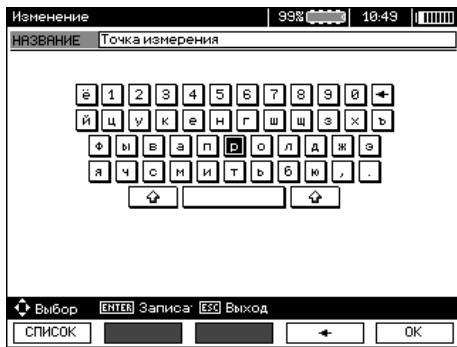 Изменение 99% 10:49
НАЗВАНИЕ Точка измерения
ё 1 2 3 4 5 6 7 8 9 0 ←
й ц у к е н г ш щ з х ъ
ф ы в а п р о л д ж э
я ч с м и т ь б ю , .
Выбор ENTER Записа ESC Выход
СПИСОК ← ОК